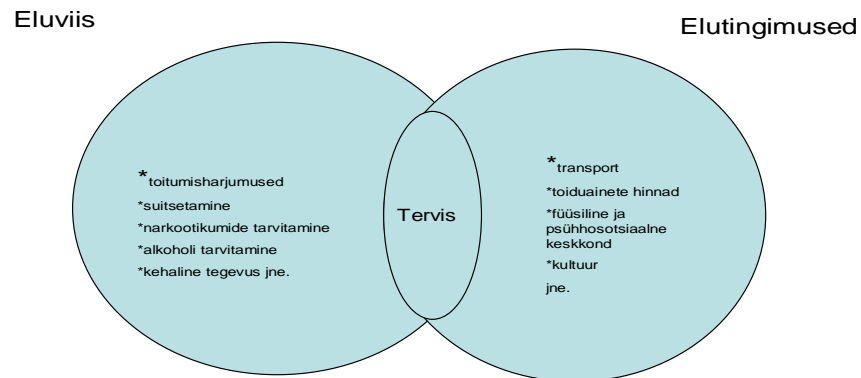 Eluviis
Elutingimused
*toitumisharjumused
*suitsetamine
*narkootikumide tarvitamine
*alkoholi tarvitamine
*kehaline tegevus jne.
Tervis
*transport
*toiduainete hinnad
*füüsiline ja
psühhosotsiaalne
keskkond
*kultuur
jne.